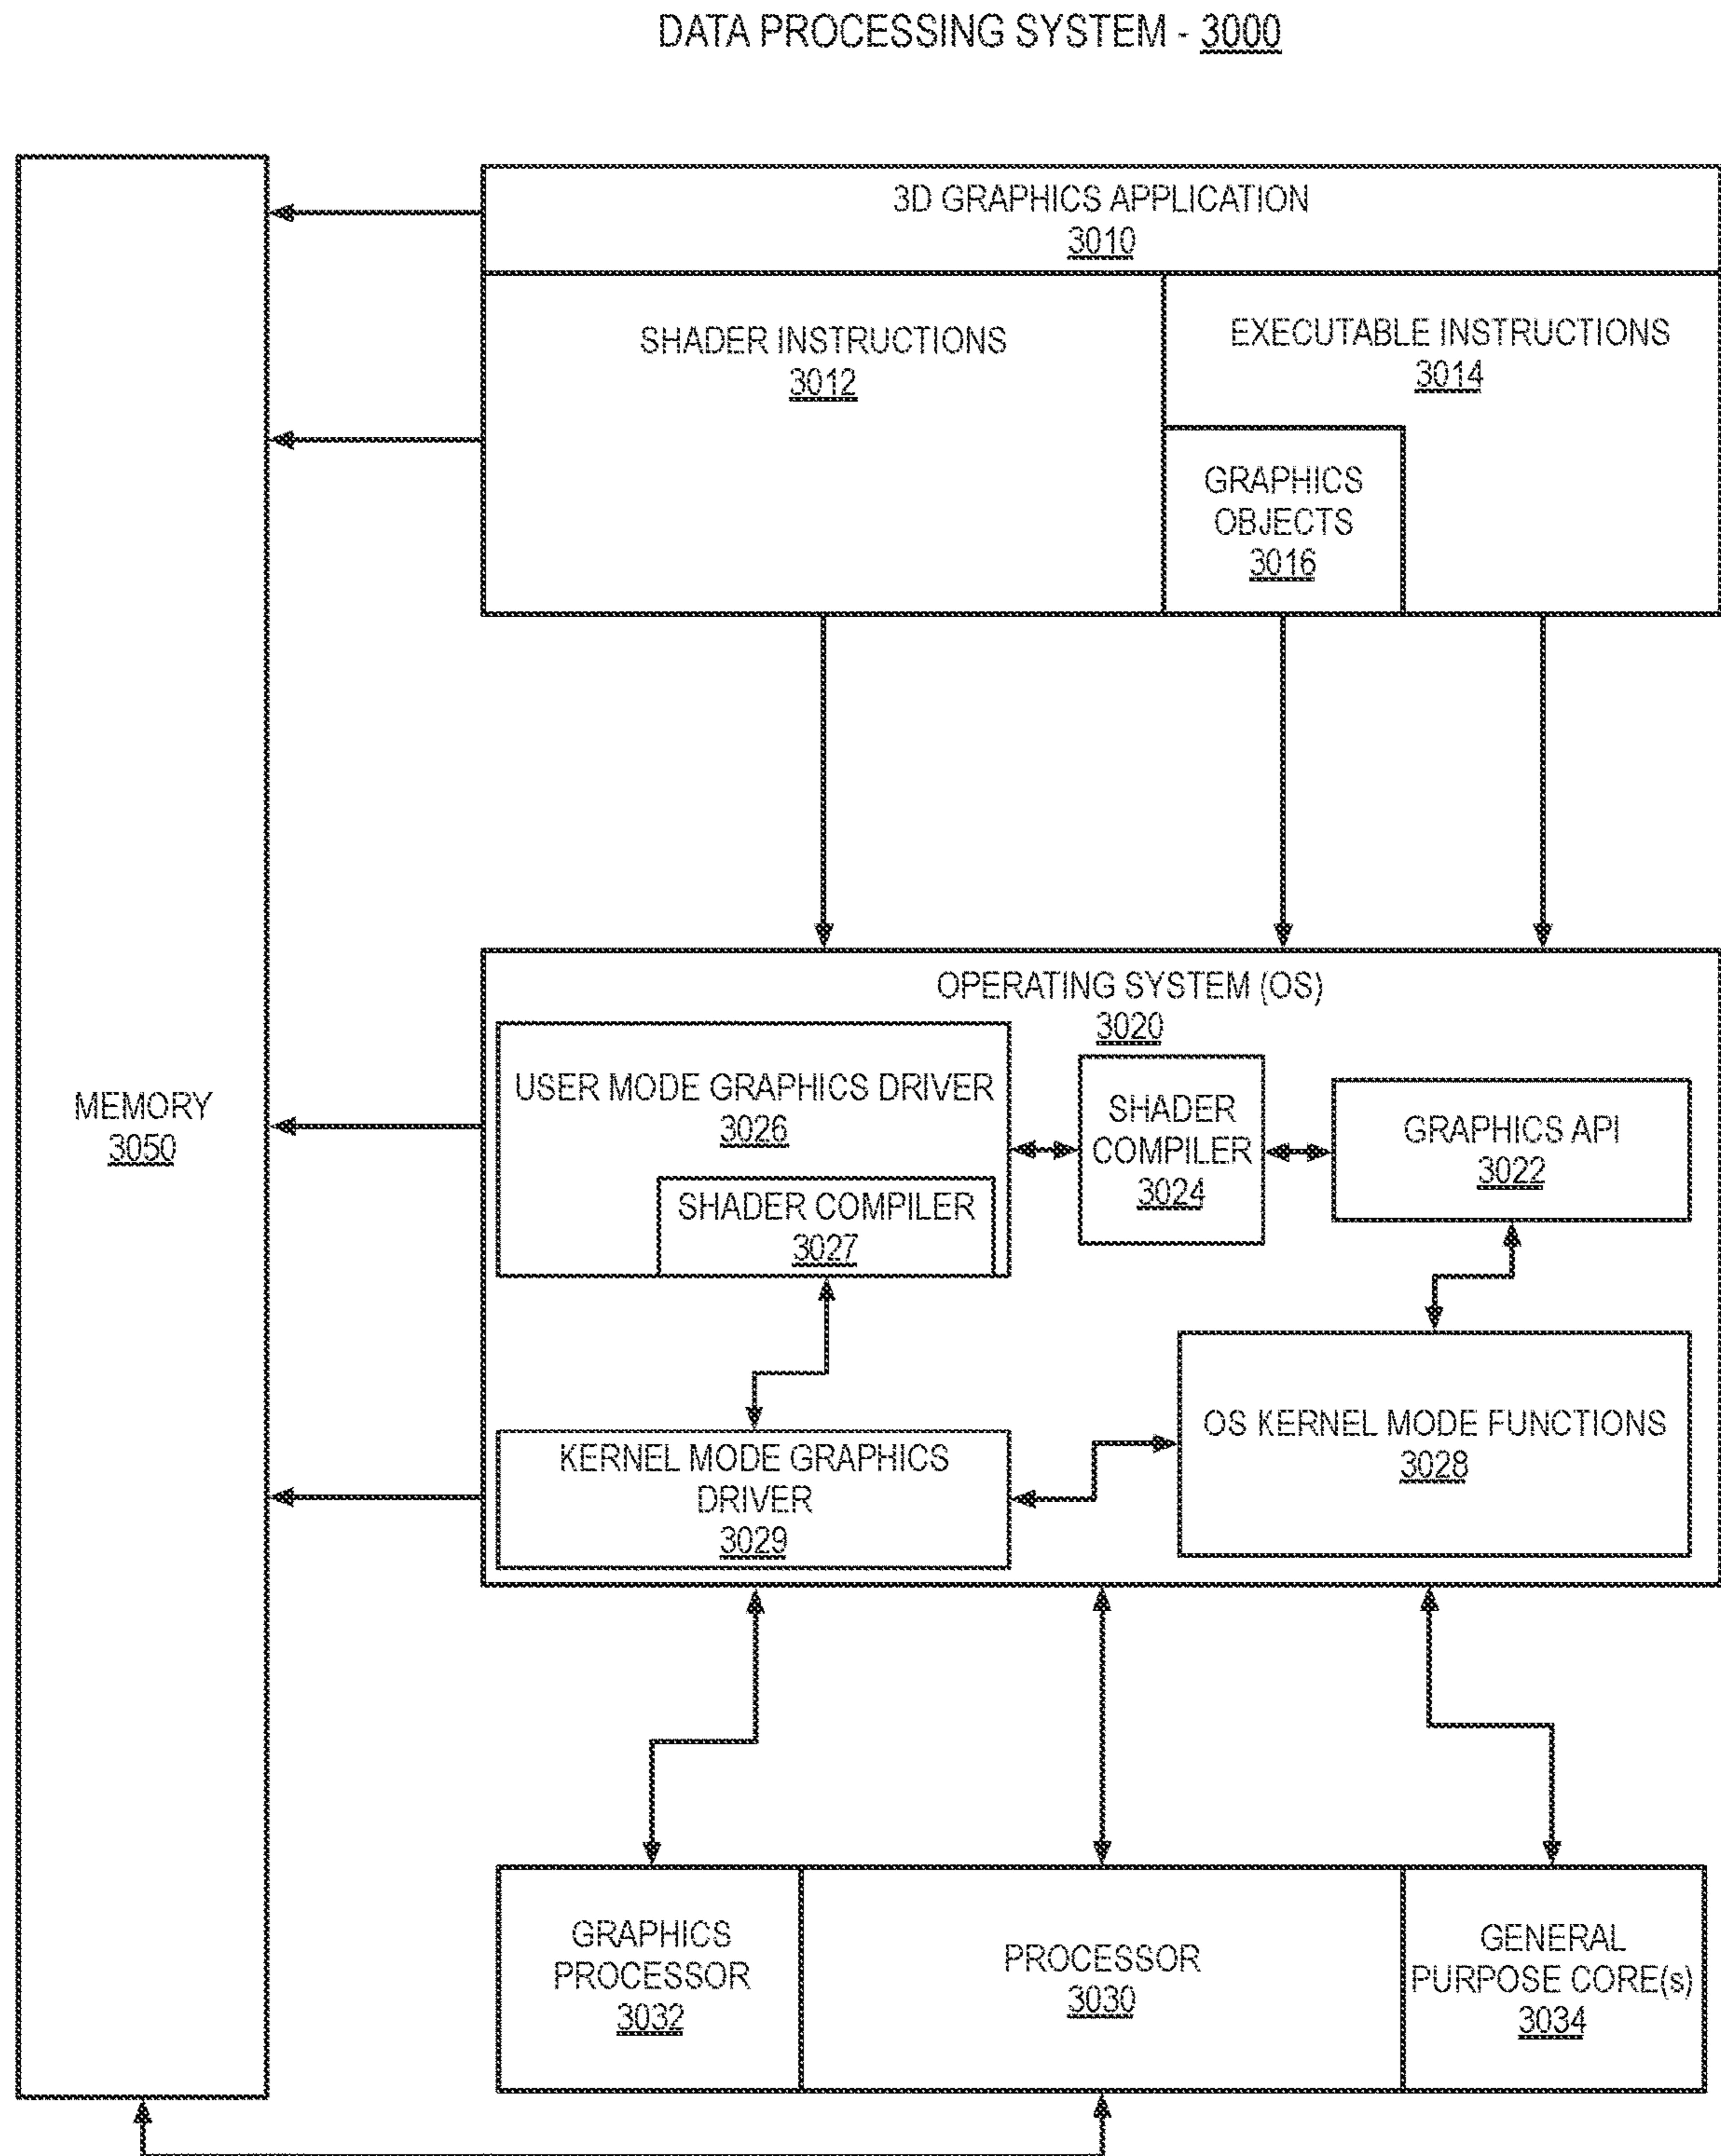 DATA PROCESSING SYSTEM - 3000
3D GRAPHICS APPLICATION
3010
SHADER INSTRUCTIONS
3012
EXECUTABLE INSTRUCTIONS
3014
GRAPHICS
OBJECTS
3016
MEMORY
3050
OPERATING SYSTEM (OS)
3020
USER MODE GRAPHICS DRIVER
3026
SHADER COMPILER
3027
SHADER
COMPILER
3024
GRAPHICS API
3022
KERNEL MODE GRAPHICS
DRIVER
3029
OS KERNEL MODE FUNCTIONS
3028
GRAPHICS
PROCESSOR
3032
PROCESSOR
3030
GENERAL
PURPOSE CORE(s)
3034